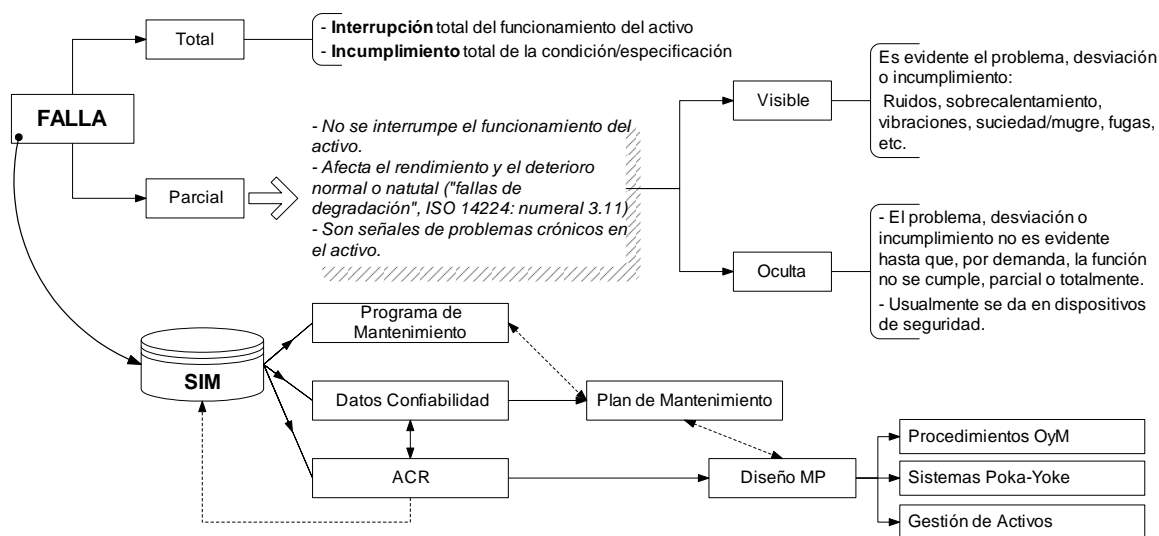 Total
- Interrupción total del funcionamiento del activo
- Incumplimiento total de la condición/especificación
FALLA
Parcial
- No se interrumpe el funcionamiento del
activo.
- Afecta el rendimiento y el deterioro
normal o natutal ("fallas de
degradación", ISO 14224: numeral 3.11)
- Son señales de problemas crónicos en
el activo.
Visible
Es evidente el problema, desviación
o incumplimiento:
Ruidos, sobrecalentamiento,
vibraciones, suciedad/mugre, fugas,
etc.
Oculta
- El problema, desviación o
incumplimiento no es evidente
hasta que, por demanda, la función
no se cumple, parcial o totalmente.
- Usualmente se da en dispositivos
de seguridad.
SIM
Programa de
Mantenimiento
Datos Confiabilidad
ACR
Plan de Mantenimiento
Diseño MP
Procedimientos OyM
Sistemas Poka-Yoke
Gestión de Activos